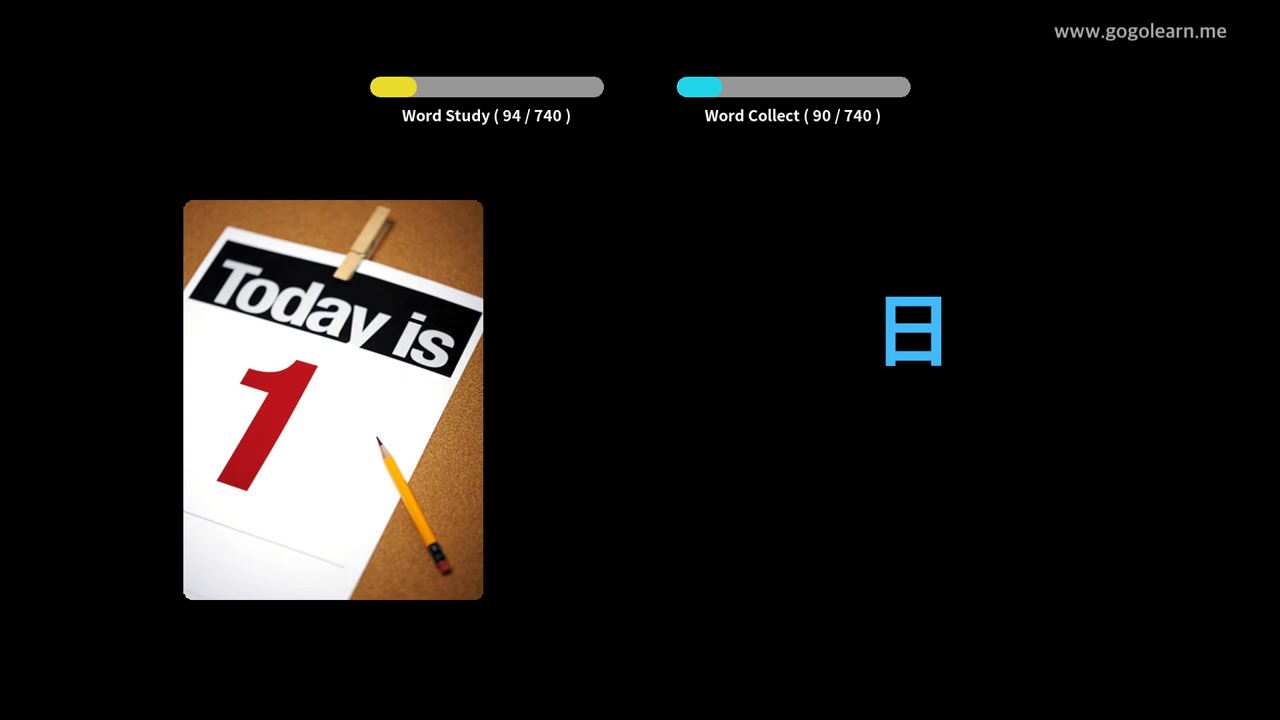 www.gogolearn.me
Word Study ( 94 / 740 )
Word Collect ( 90 / 740 )
Today is
1
日